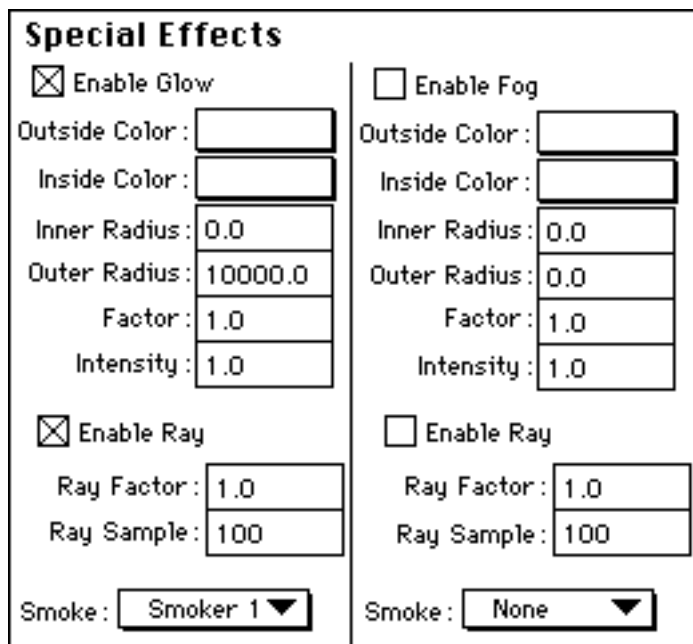 Special Effects
Enable Glow
Outside Color :
Inside Color :
Inner Radius : 0.0
Outer Radius : 10000.0
Factor : 1.0
Intensity : 1.0
Enable Ray
Ray Factor : 1.0
Ray Sample : 100
Smoke : Smoker 1
Enable Fog
Outside Color :
Inside Color :
Inner Radius : 0.0
Outer Radius : 0.0
Factor : 1.0
Intensity : 1.0
Enable Ray
Ray Factor : 1.0
Ray Sample : 100
Smoke : None